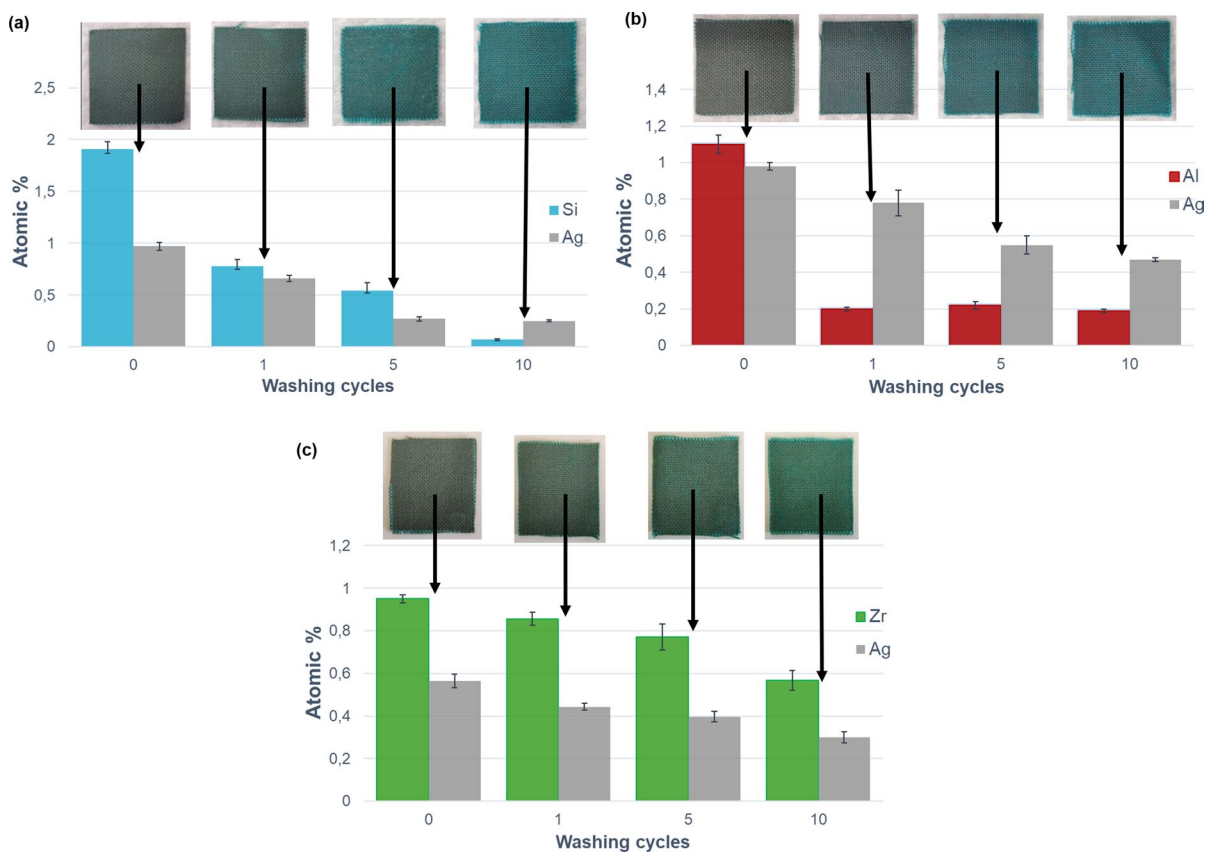 (a)
2,5
2
1,5
1
0,5
0
Atomic %
0 1 5 10
Washing cycles
Si
Ag
(b)
1,4
1,2
1
0,8
0,6
0,4
0,2
0
Atomic %
0 1 5 10
Washing cycles
Al
Ag
(c)
1,2
1
0,8
0,6
0,4
0,2
0
Atomic %
0 1 5 10
Washing cycles
Zr
Ag